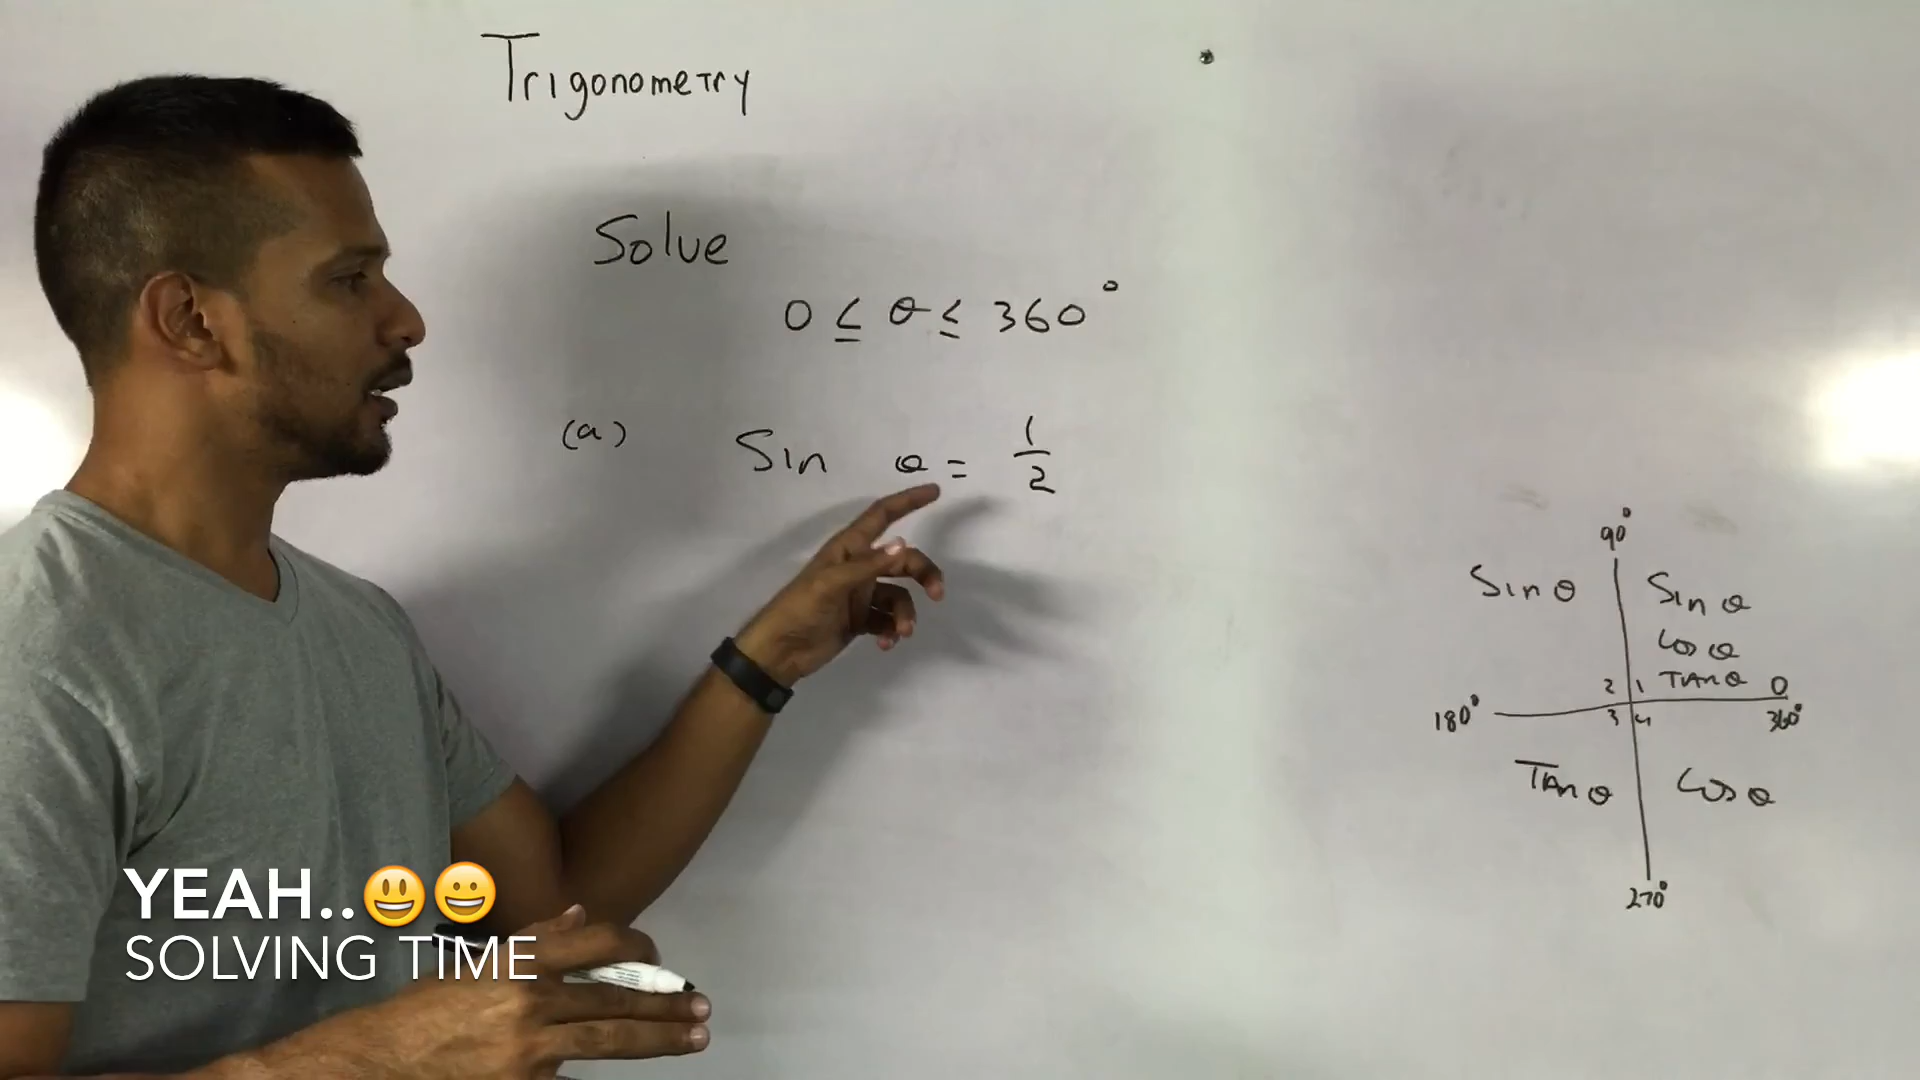 Trigonometry
Solve
0 ≤ θ ≤ 360°
(a) Sin θ = 1/2
90°
Sin θ
Sin θ
Cos θ
2 1 TAn θ 0
180° 3 4 360°
TAn θ Cos θ
270°
YEAH..😃😀
SOLVING TIME